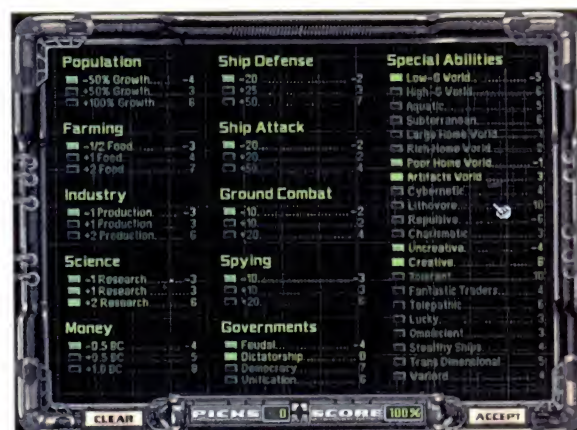 Population
-50% Growth -4
+50% Growth 3
+100% Growth 6
Farming
-1/2 Food -3
+1 Food 4
+2 Food 7
Industry
-1 Production -3
+1 Production 3
+2 Production 6
Science
-1 Research -3
+1 Research 3
+2 Research 6
Money
-0.5 BC -4
+0.5 BC 5
+1.0 BC 8
Ship Defense
-20 -2
+25 3
+50 7
Ship Attack
-20 -2
+20 2
+50 4
Ground Combat
-10 -2
+10 2
+20 4
Spying
-10 -3
+10 3
+20 6
Governments
Feudal -4
Dictatorship 0
Democracy 7
Unification 6
Special Abilities
Low-G World -5
High-G World 6
Aquatic 5
Subterranean 6
Large Home World 1
Rich Home World 2
Poor Home World -1
Artifacts World 3
Cybernetic 4
Lithovore 10
Repulsive -6
Charismatic 3
Uncreative -4
Creative 8
Tolerant 10
Fantastic Traders 4
Telepathic 6
Lucky 3
Omniscient 3
Stealthy Ships 4
Trans Dimensional 5
Warlord 4
CLEAR
PICKS 0 SCORE 100%
ACCEPT